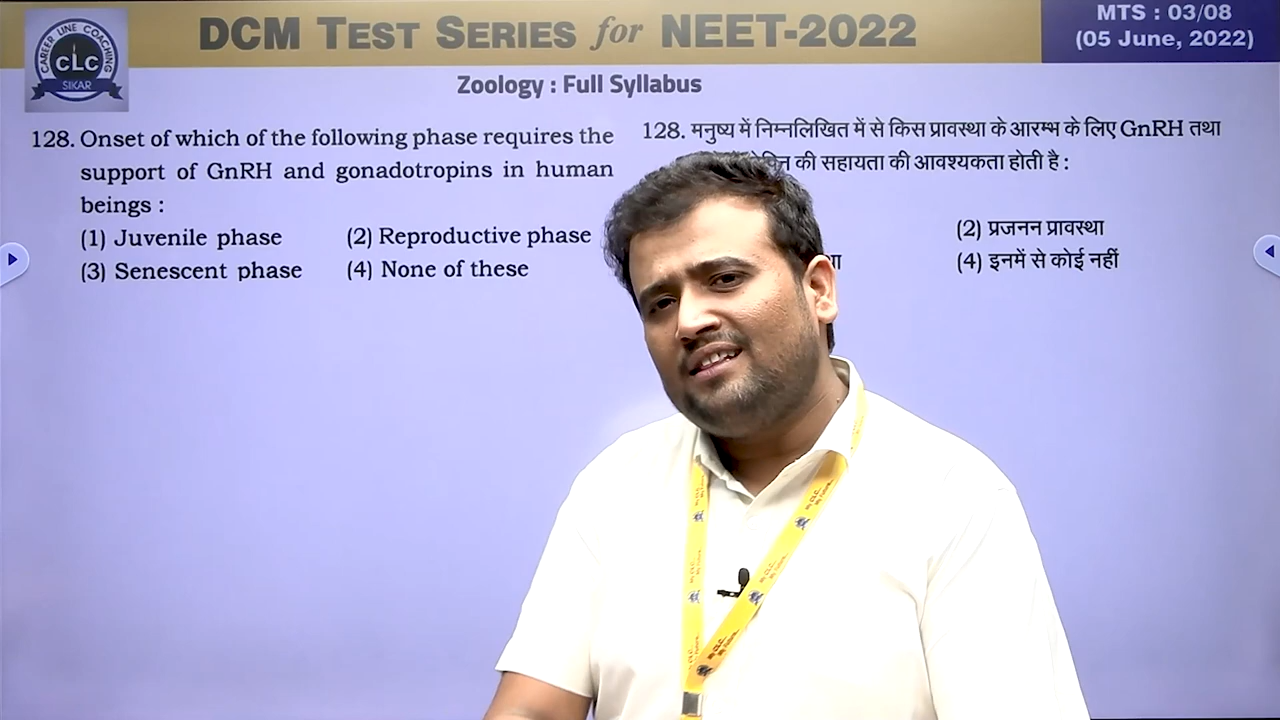 DCM TEST SERIES for NEET-2022
MTS : 03/08
(05 June, 2022)
CAREER LINE COACHING
CLC
SIKAR
Zoology : Full Syllabus
128. Onset of which of the following phase requires the
support of GnRH and gonadotropins in human
beings :
(1) Juvenile phase (2) Reproductive phase
(3) Senescent phase (4) None of these
128. मनुष्य में निम्नलिखित में से किस प्रावस्था के आरम्भ के लिए GnRH तथा
की सहायता की आवश्यकता होती है :
(2) प्रजनन प्रावस्था
(4) इनमें से कोई नहीं